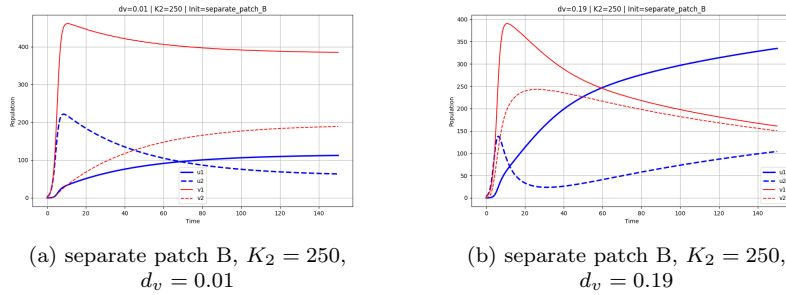 dv=0.01 | K2=250 | Init=separate_patch_B
400
300
200
100
0
Population
0 20 40 60 80 100 120 140
Time
u1
u2
v1
v2
dv=0.19 | K2=250 | Init=separate_patch_B
400
350
300
250
200
150
100
50
0
Population
0 20 40 60 80 100 120 140
Time
u1
u2
v1
v2
(a) separate patch B, K₂ = 250,
dᵥ = 0.01
(b) separate patch B, K₂ = 250,
dᵥ = 0.19